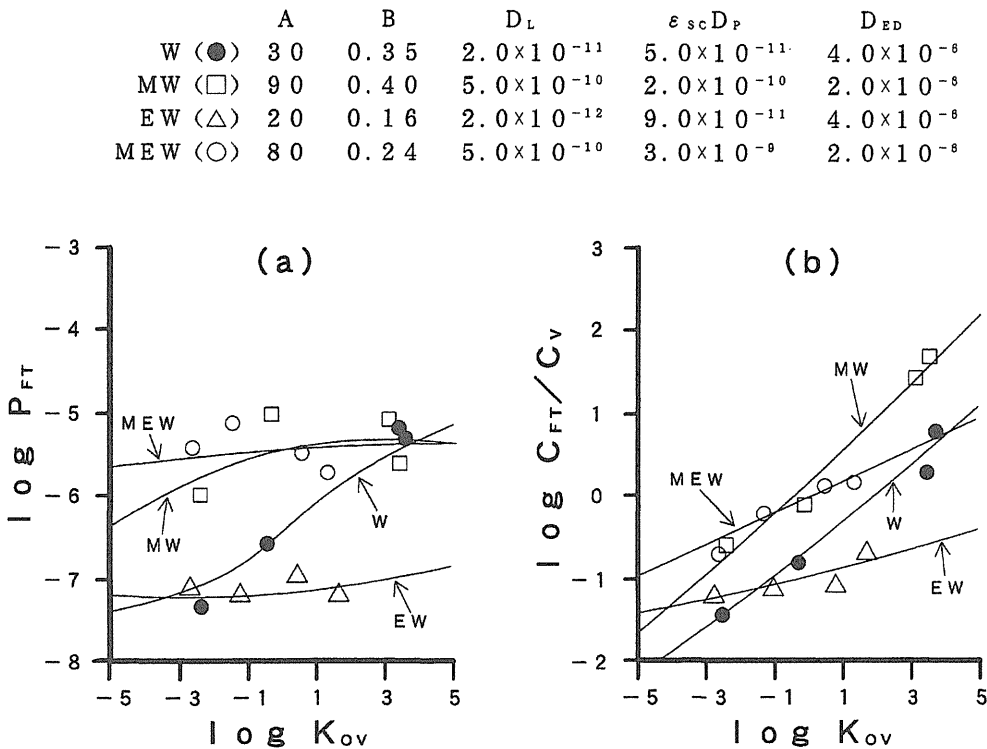 A B D_L ε_SC D_P D_ED
W (●) 30 0.35 2.0×10⁻¹¹ 5.0×10⁻¹¹ 4.0×10⁻⁶
MW (□) 90 0.40 5.0×10⁻¹⁰ 2.0×10⁻¹⁰ 2.0×10⁻⁶
EW (△) 20 0.16 2.0×10⁻¹² 9.0×10⁻¹¹ 4.0×10⁻⁶
MEW (○) 80 0.24 5.0×10⁻¹⁰ 3.0×10⁻⁹ 2.0×10⁻⁶
(a)
log P_FT
-3
-4
-5
-6
-7
-8
MEW
MW
W
EW
-5 -3 -1 1 3 5
log K_OV
(b)
log C_FT/C_V
3
2
1
0
-1
-2
MW
MEW
W
EW
-5 -3 -1 1 3 5
log K_OV